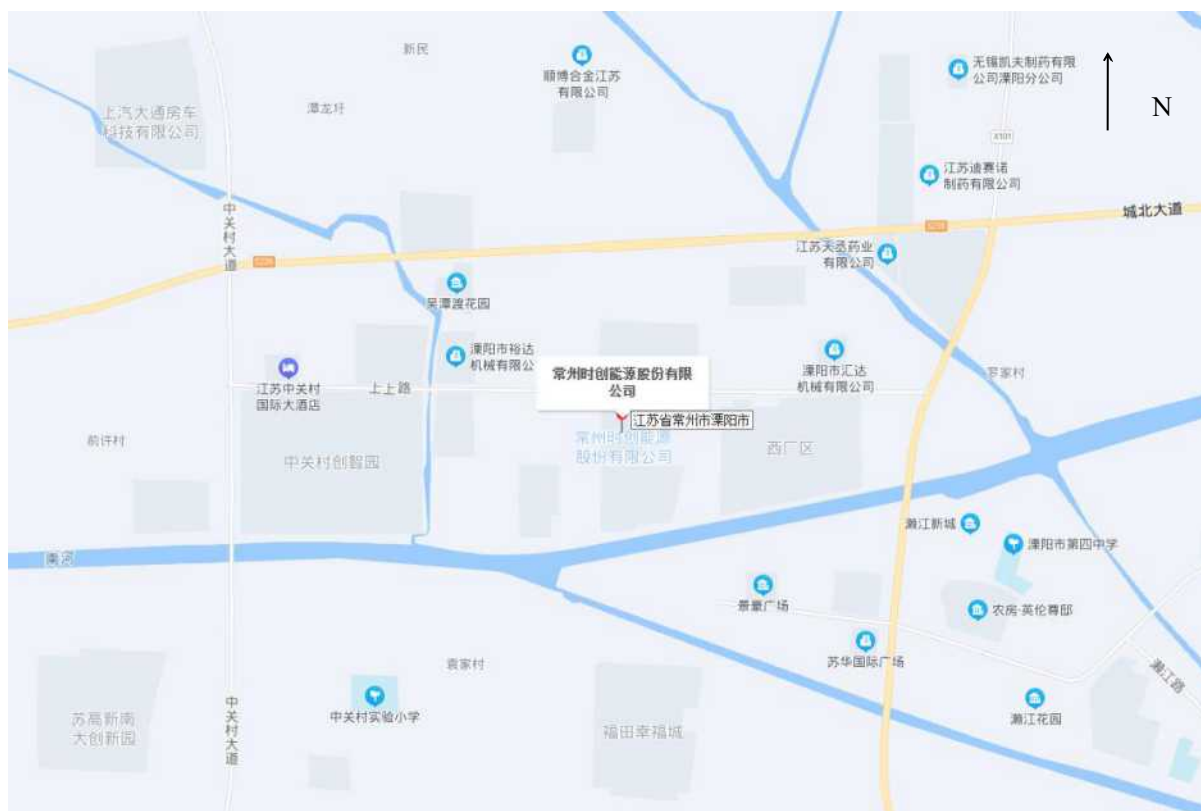 新民
顺博合金江苏
有限公司
无锡凯夫制药有限
公司溧阳分公司
N
上汽大通房车
科技有限公司
潭龙圩
X101
江苏迪赛诺
制药有限公司
中关村大道
城北大道
江苏天丞药业
有限公司
吴潭渡花园
溧阳市裕达
机械有限公
常州时创能源股份有限
公司
溧阳市汇达
机械有限公司
罗家村
江苏中关村
国际大酒店
上上路
江苏省常州市溧阳市
前许村
中关村创智园
常州时创能源
股份有限公司
西厂区
南河
濑江新城
溧阳市第四中学
景豪广场
农房·英伦尊邸
苏华国际广场
袁家村
濑江路
中关村实验小学
中关村大道
苏高新南
大创新园
福田幸福城
濑江花园